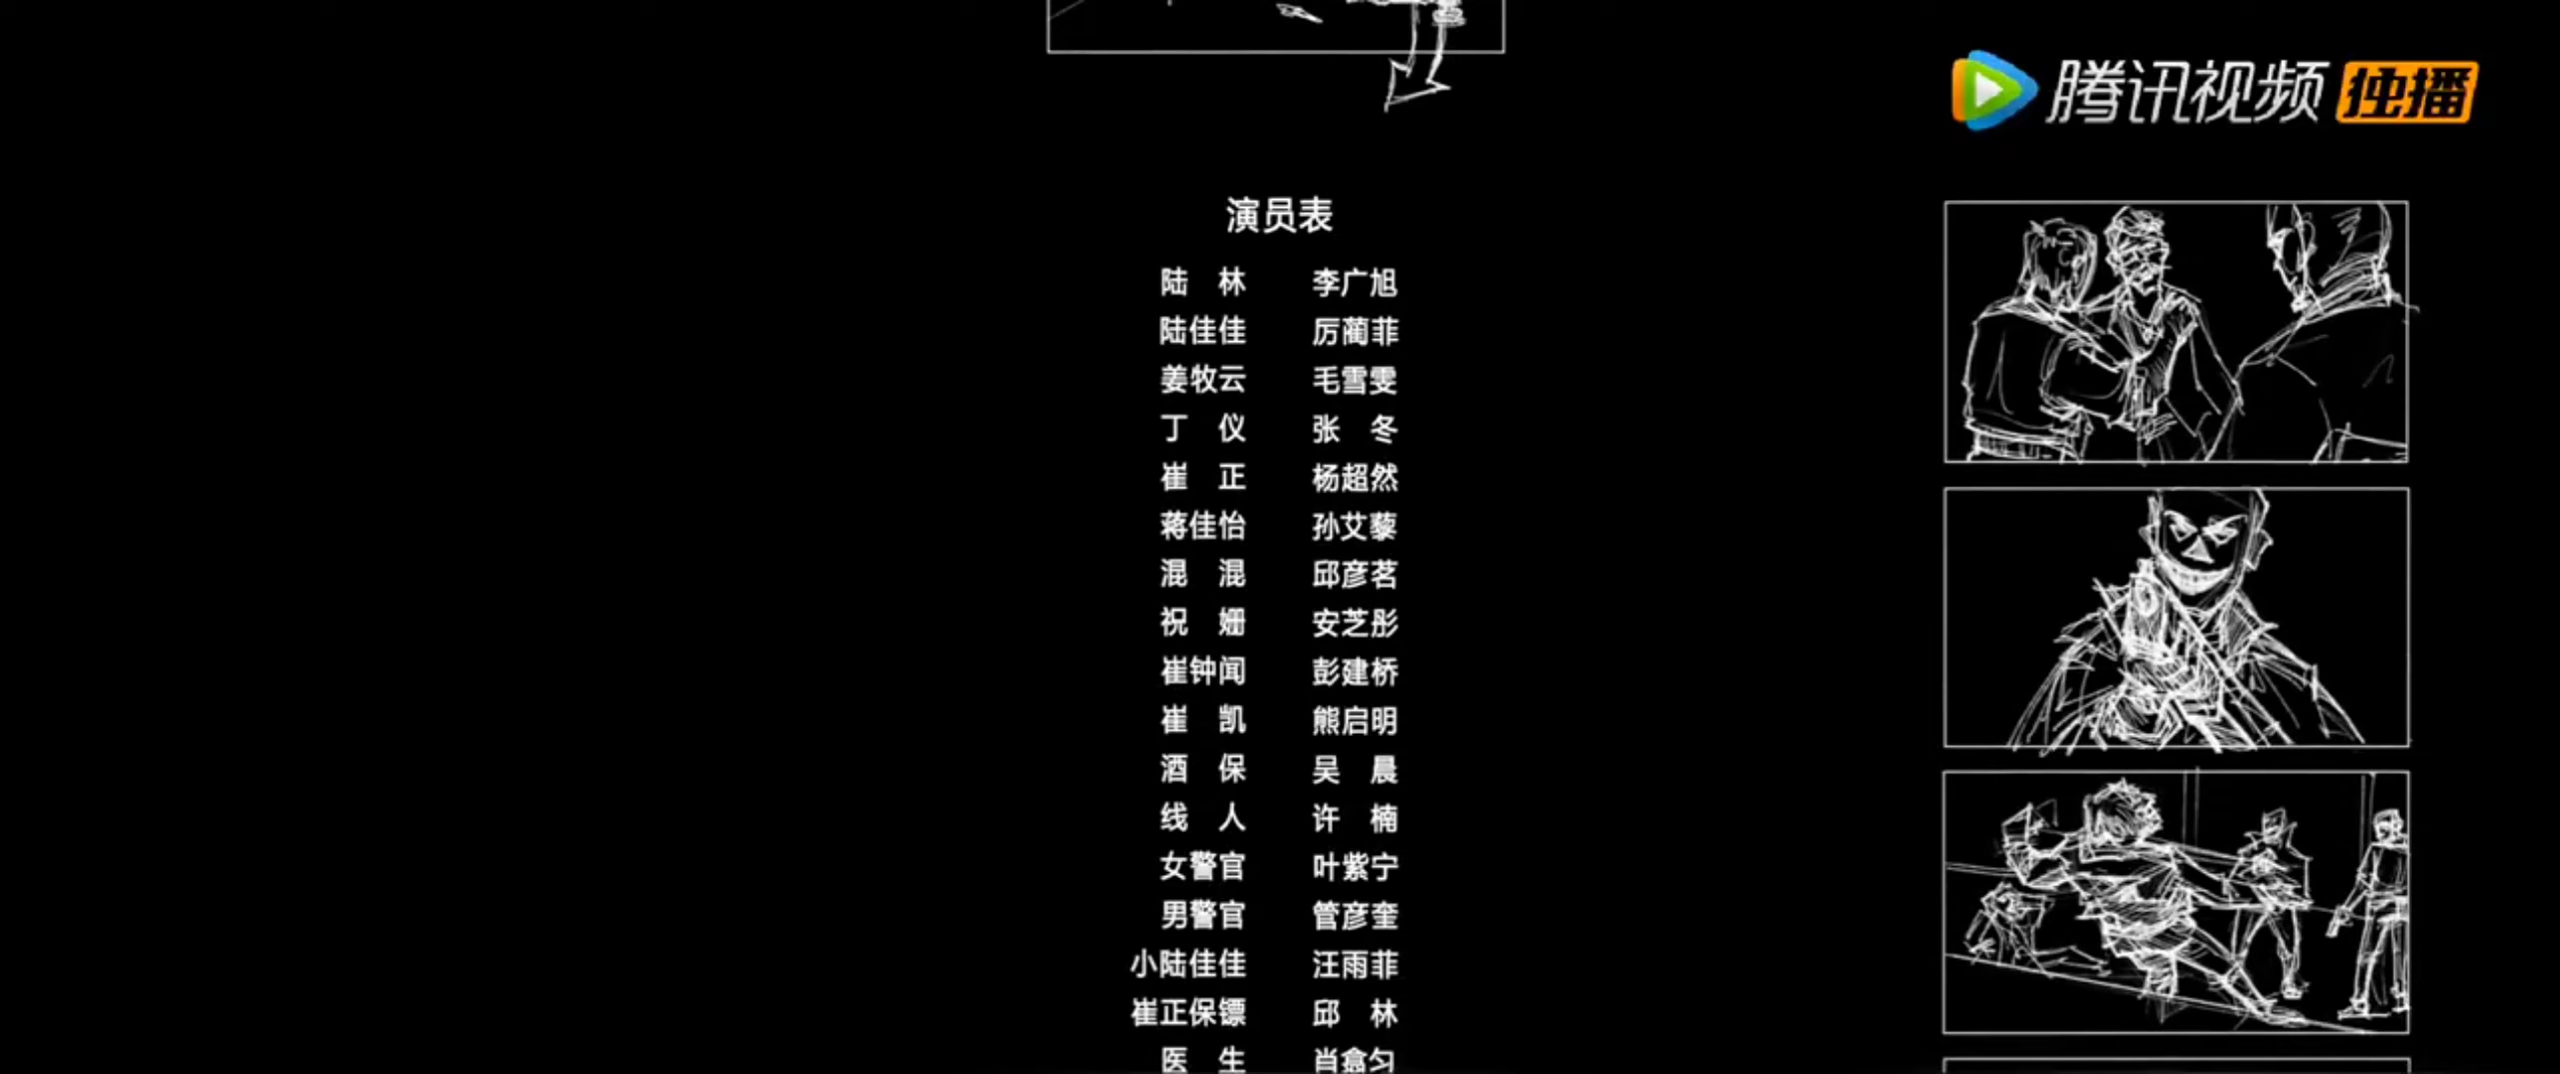 腾讯视频 独播
演员表
陆 林 李广旭
陆佳佳 厉蔺菲
姜牧云 毛雪雯
丁 仪 张 冬
崔 正 杨超然
蒋佳怡 孙艾藜
混 混 邱彦茗
祝 姗 安芝彤
崔钟闻 彭建桥
崔 凯 熊启明
酒 保 吴 晨
线 人 许 楠
女警官 叶紫宁
男警官 管彦奎
小陆佳佳 汪雨菲
崔正保镖 邱 林
医 生 肖翕匀